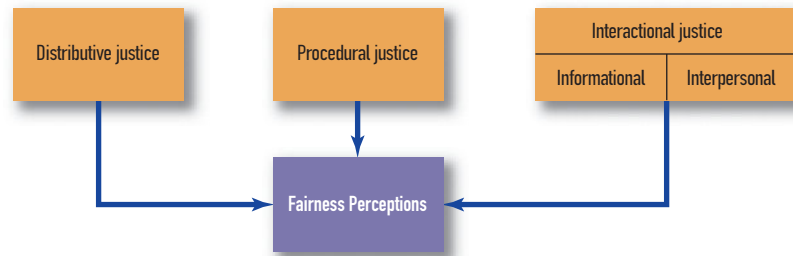 Distributive justice
Procedural justice
Interactional justice
Informational
Interpersonal
Fairness Perceptions